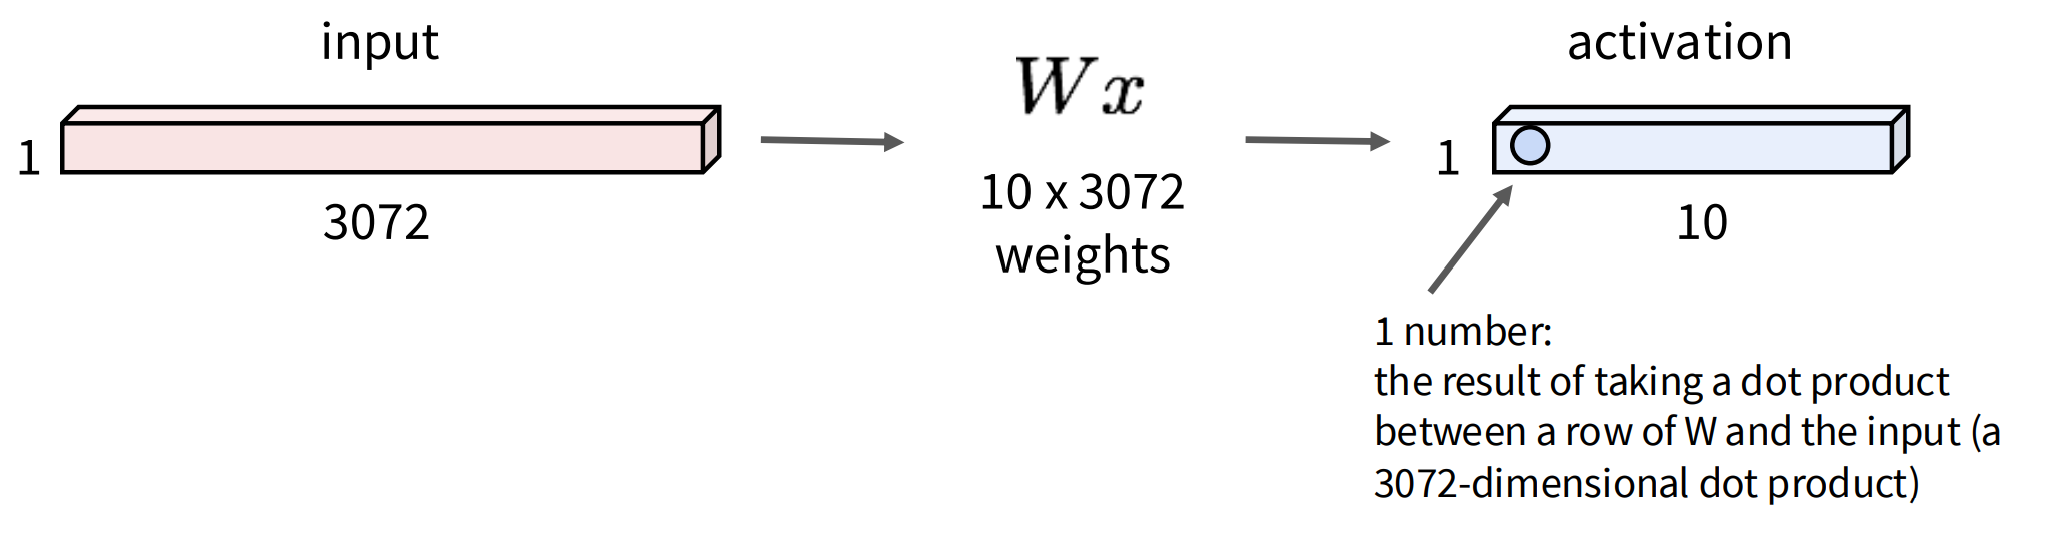 input
1
3072
Wx
10 x 3072
weights
activation
1
10
1 number:
the result of taking a dot product
between a row of W and the input (a
3072-dimensional dot product)